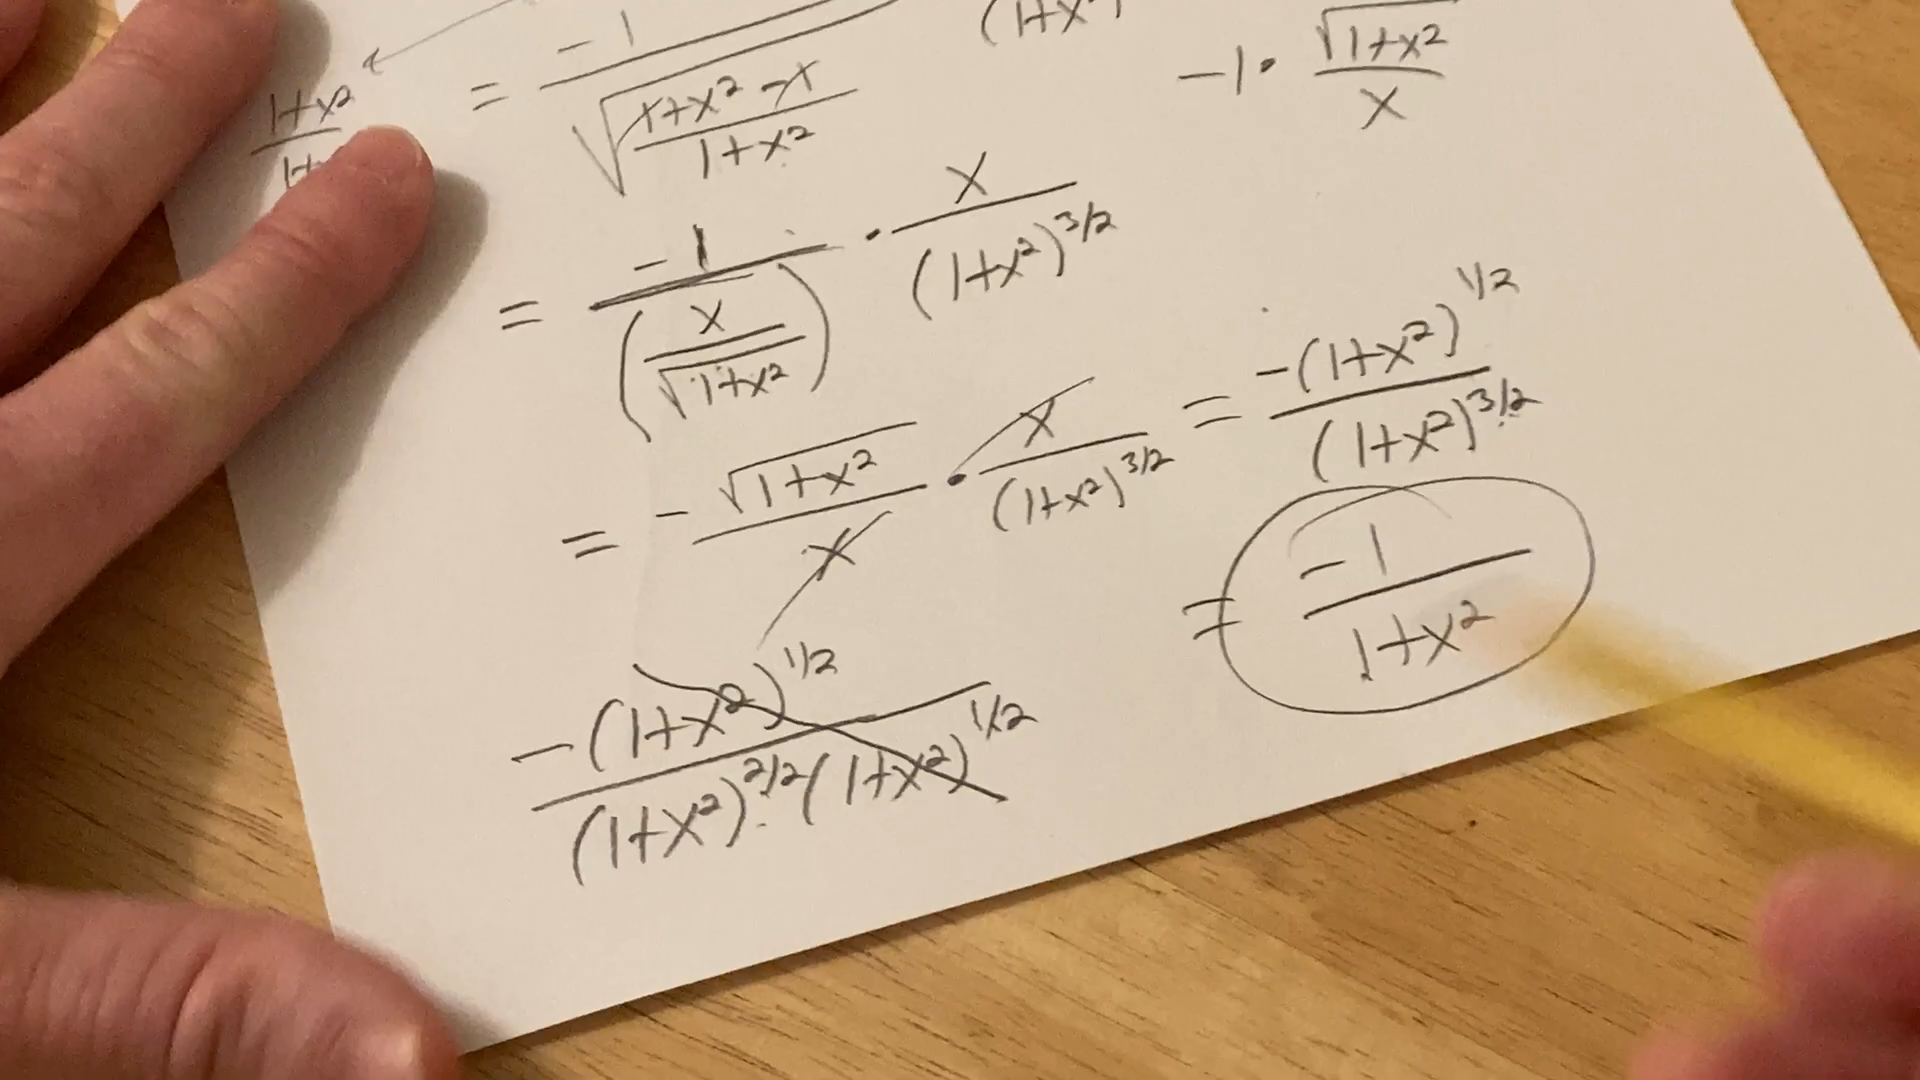 = -1 / √((1+x² -1)/(1+x²))
(1+x²)
-1 · √(1+x²) / x
1+x²
= -1 / (x / √(1+x²)) · x / (1+x²)^3/2
= - √(1+x²) / x · x / (1+x²)^3/2 = -(1+x²)^1/2 / (1+x²)^3/2
= -1 / 1+x²
-(1+x²)^1/2 / (1+x²)^2/2 (1+x²)^1/2